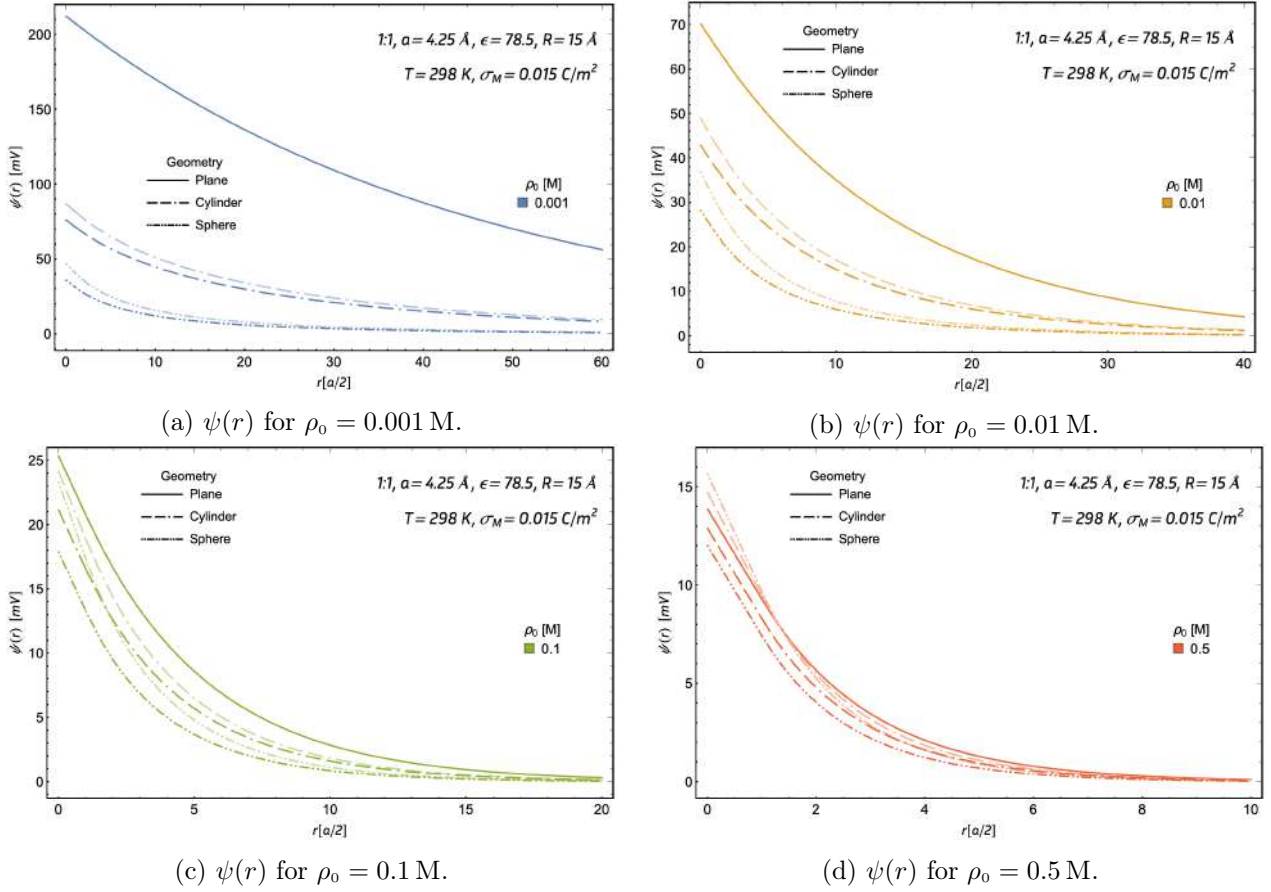 1:1, a= 4.25 Å, ϵ= 78.5, R= 15 Å
T= 298 K, σM= 0.015 C/m²
Geometry
Plane
Cylinder
Sphere
ρ₀ [M]
0.001
ψ(r) [mV]
200
150
100
50
0
0 10 20 30 40 50 60
r[a/2]
(a) ψ(r) for ρ₀ = 0.001 M.
1:1, a= 4.25 Å, ϵ= 78.5, R= 15 Å
T= 298 K, σM= 0.015 C/m²
Geometry
Plane
Cylinder
Sphere
ρ₀ [M]
0.01
ψ(r) [mV]
70
60
50
40
30
20
10
0
0 10 20 30 40
r[a/2]
(b) ψ(r) for ρ₀ = 0.01 M.
1:1, a= 4.25 Å, ϵ= 78.5, R= 15 Å
T= 298 K, σM= 0.015 C/m²
Geometry
Plane
Cylinder
Sphere
ρ₀ [M]
0.1
ψ(r) [mV]
25
20
15
10
5
0
0 5 10 15 20
r[a/2]
(c) ψ(r) for ρ₀ = 0.1 M.
1:1, a= 4.25 Å, ϵ= 78.5, R= 15 Å
T= 298 K, σM= 0.015 C/m²
Geometry
Plane
Cylinder
Sphere
ρ₀ [M]
0.5
ψ(r) [mV]
15
10
5
0
0 2 4 6 8 10
r[a/2]
(d) ψ(r) for ρ₀ = 0.5 M.